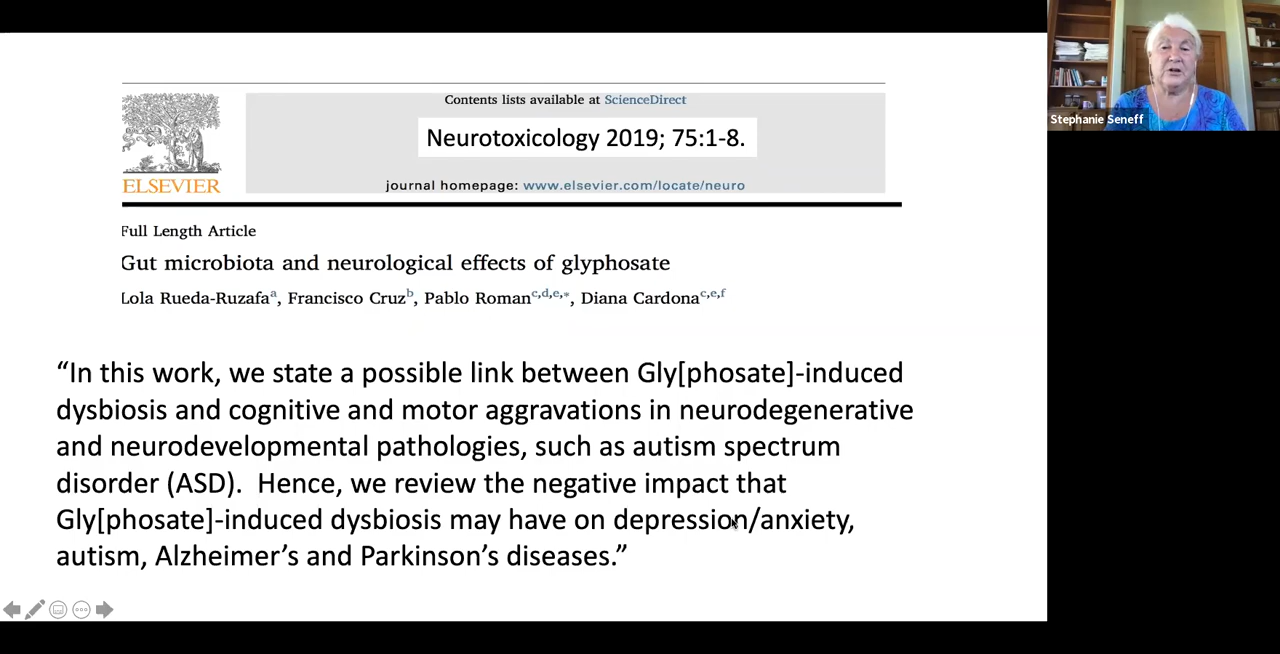 Contents lists available at ScienceDirect
Neurotoxicology 2019; 75:1-8.
ELSEVIER
journal homepage: www.elsevier.com/locate/neuro
Full Length Article
Gut microbiota and neurological effects of glyphosate
Lola Rueda-Ruzafaa, Francisco Cruzb, Pablo Romanc,d,e,*, Diana Cardonac,e,f
“In this work, we state a possible link between Gly[phosate]-induced
dysbiosis and cognitive and motor aggravations in neurodegenerative
and neurodevelopmental pathologies, such as autism spectrum
disorder (ASD).  Hence, we review the negative impact that
Gly[phosate]-induced dysbiosis may have on depression/anxiety,
autism, Alzheimer’s and Parkinson’s diseases.”
Stephanie Seneff